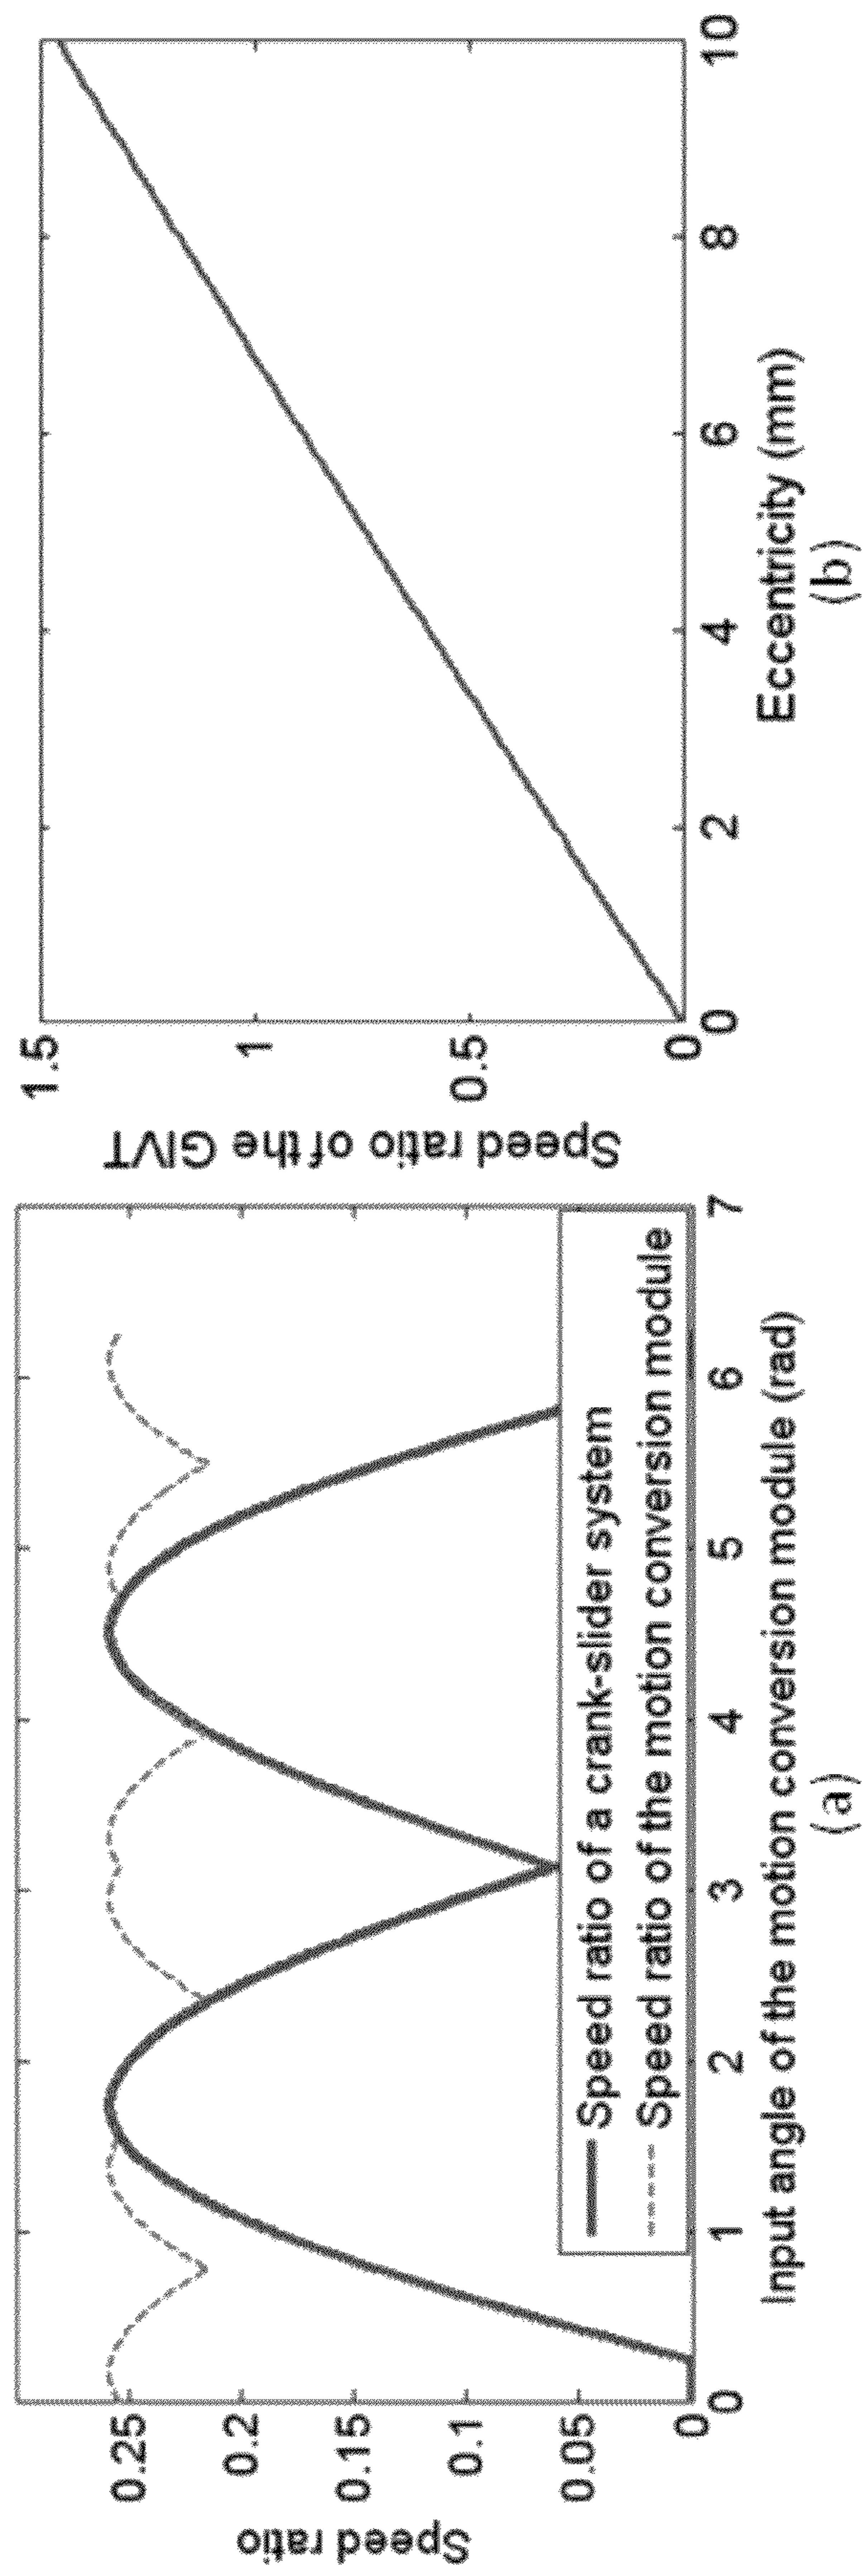 Speed ratio
0.25
0.2
0.15
0.1
0.05
0
0 1 2 3 4 5 6 7
Speed ratio of a crank-slider system
Speed ratio of the motion conversion module
Input angle of the motion conversion module (rad)
(a)
Speed ratio of the GIVT
1.5
1
0.5
0
0 2 4 6 8 10
Eccentricity (mm)
(b)